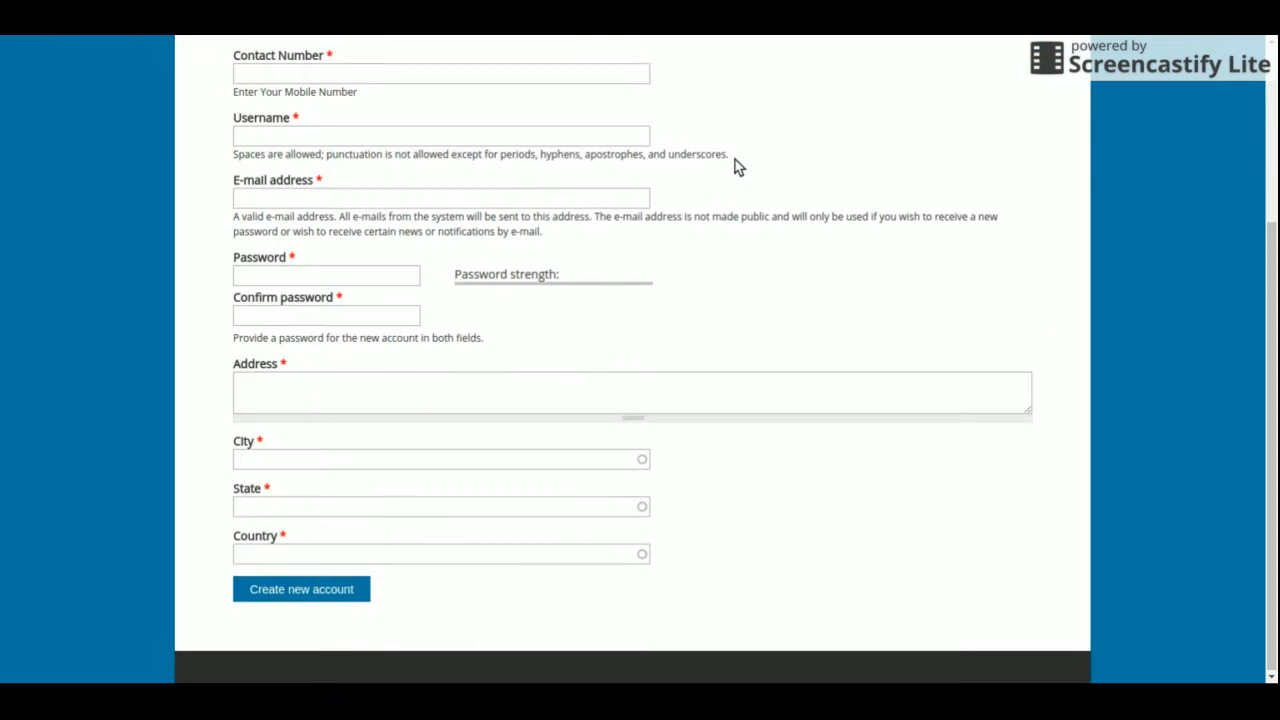 powered by
Screencastify Lite
Contact Number *
Enter Your Mobile Number
Username *
Spaces are allowed; punctuation is not allowed except for periods, hyphens, apostrophes, and underscores.
E-mail address *
A valid e-mail address. All e-mails from the system will be sent to this address. The e-mail address is not made public and will only be used if you wish to receive a new
password or wish to receive certain news or notifications by e-mail.
Password *
Password strength:
Confirm password *
Provide a password for the new account in both fields.
Address *
City *
State *
Country *
Create new account